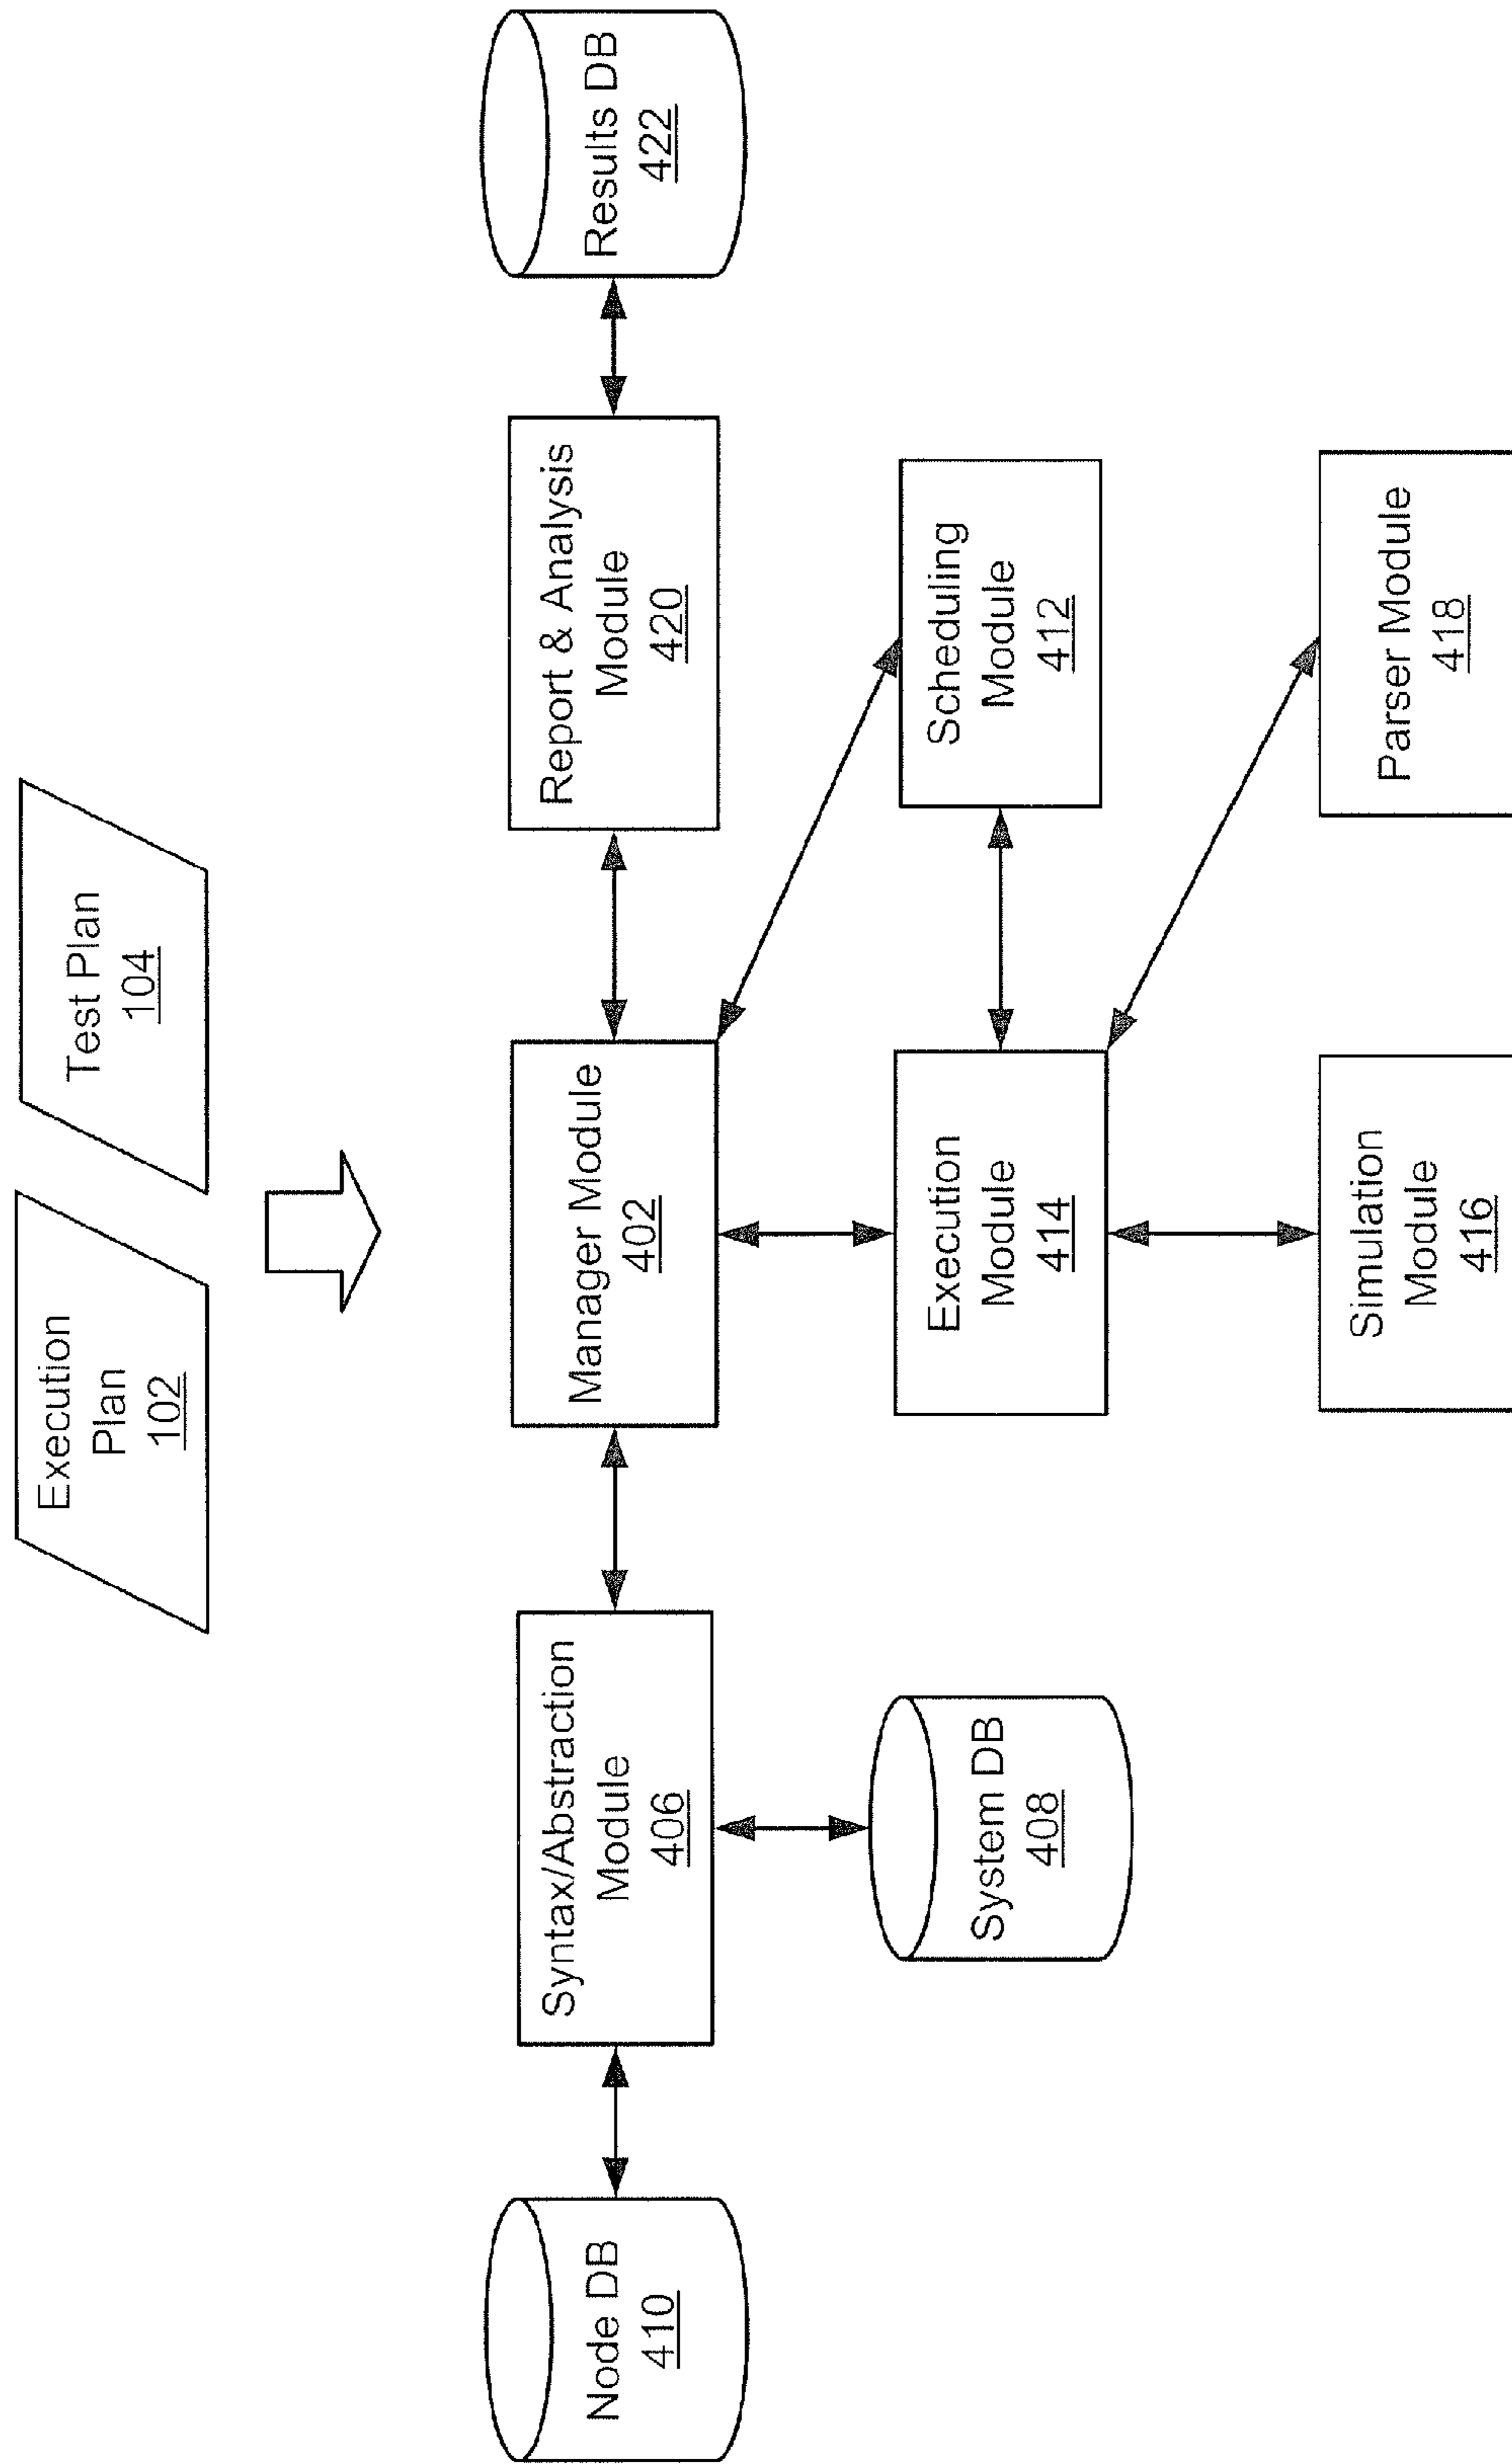 Execution
Plan
102
Test Plan
104
Node DB
410
Syntax/Abstraction
Module
406
Manager Module
402
Report & Analysis
Module
420
Results DB
422
System DB
408
Execution
Module
414
Scheduling
Module
412
Simulation
Module
416
Parser Module
418